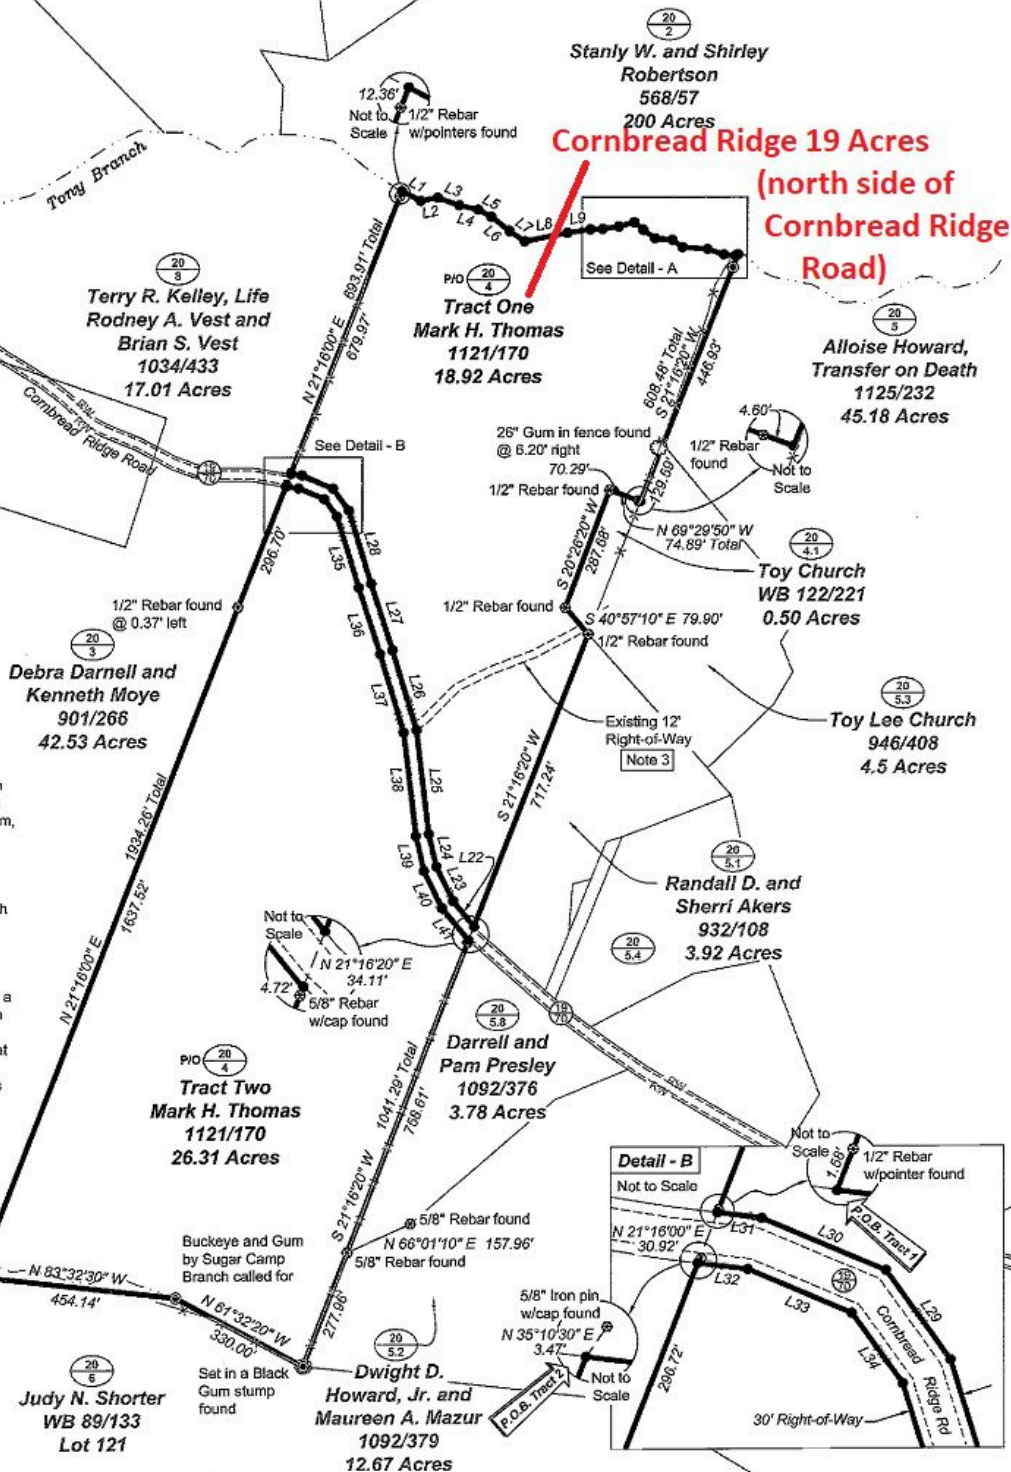 20
2
Stanly W. and Shirley
Robertson
568/57
200 Acres
Cornbread Ridge 19 Acres
(north side of
Cornbread Ridge
Road)
12.36'
Not to
Scale
1/2" Rebar
w/pointers found
Tony Branch
L1
L2
L3
L4
L5
L6
L7
L8
L9
See Detail - A
20
8
Terry R. Kelley, Life
Rodney A. Vest and
Brian S. Vest
1034/433
17.01 Acres
N 21°16'00" E
693.91' Total
679.97'
P/O
20
4
Tract One
Mark H. Thomas
1121/170
18.92 Acres
608.48' Total
S 21°16'20" W
446.93'
20
5
Alloise Howard,
Transfer on Death
1125/232
45.18 Acres
R/W
R/W
Cornbread Ridge Road
19
70
See Detail - B
26" Gum in fence found
@ 6.20' right
70.29'
1/2" Rebar found
129.59'
4.60'
1/2" Rebar
found
Not to
Scale
N 69°29'50" W
74.89' Total
S 20°26'20" W
287.68'
20
4.1
Toy Church
WB 122/221
0.50 Acres
296.70'
1/2" Rebar found
@ 0.37' left
L35
L28
L36
L27
L37
L26
L38
L25
L39
L24
L40
L23
L41
L22
1/2" Rebar found
S 40°57'10" E 79.90'
1/2" Rebar found
20
3
Debra Darnell and
Kenneth Moye
901/266
42.53 Acres
Existing 12'
Right-of-Way
Note 3
20
5.3
Toy Lee Church
946/408
4.5 Acres
S 21°16'20" W
717.24'
m,
h
a
at
20
5.1
Randall D. and
Sherri Akers
932/108
3.92 Acres
20
5.4
1934.26' Total
1637.52'
N 21°16'00" E
Not to
Scale
N 21°16'20" E
34.11'
4.72'
5/8" Rebar
w/cap found
19
70
20
5.8
Darrell and
Pam Presley
1092/376
3.78 Acres
R/W
R/W
P/O
20
4
Tract Two
Mark H. Thomas
1121/170
26.31 Acres
1041.29' Total
768.61'
S 21°16'20" W
5/8" Rebar found
N 66°01'10" E 157.96'
5/8" Rebar found
Buckeye and Gum
by Sugar Camp
Branch called for
N 83°32'30" W
454.14'
N 61°32'20" W
330.00'
277.96'
Set in a Black
Gum stump
found
20
6
Judy N. Shorter
WB 89/133
Lot 121
20
5.2
Dwight D.
Howard, Jr. and
Maureen A. Mazur
1092/379
12.67 Acres
Detail - B
Not to Scale
Not to
Scale
1.68'
1/2" Rebar
w/pointer found
P.O.B. Tract 1
N 21°16'00" E
30.92'
L31
L30
L32
L33
L29
L34
19
70
Cornbread
Ridge Rd
5/8" Iron pin
w/cap found
N 35°10'30" E
3.47'
Not to
Scale
P.O.B. Tract 2
296.72'
30' Right-of-Way